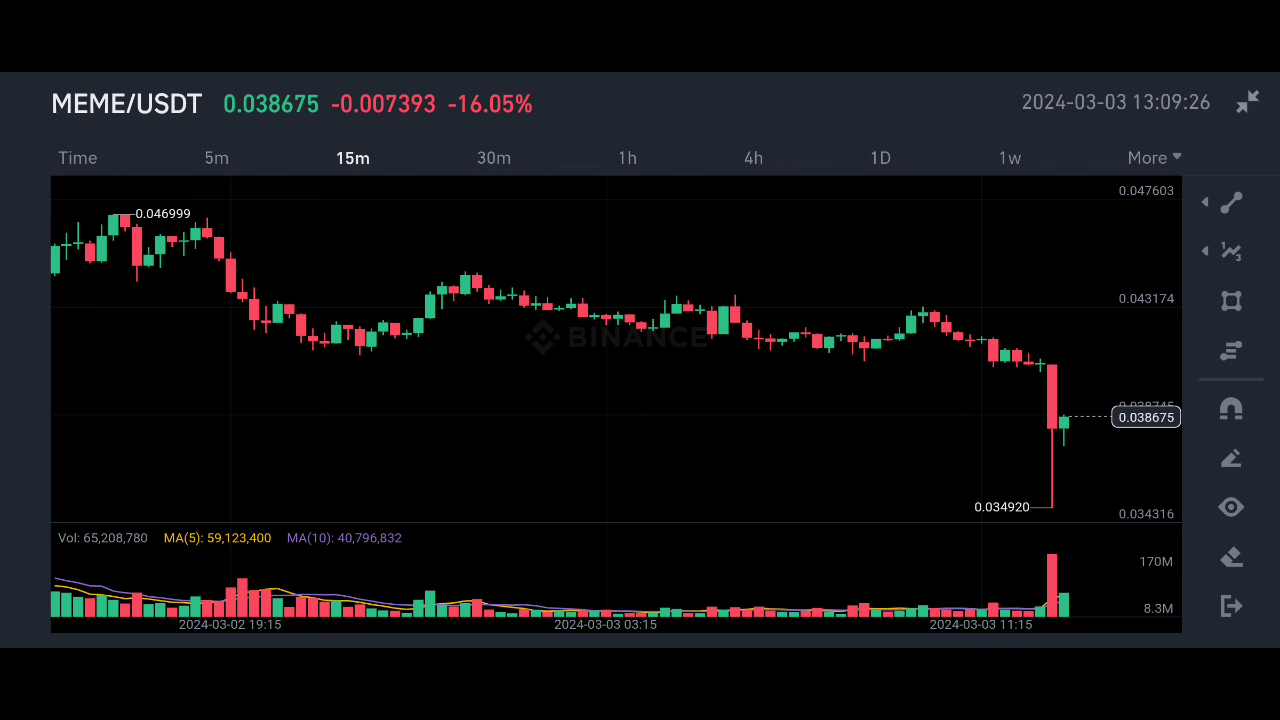 MEME/USDT 0.038675 -0.007393 -16.05% 2024-03-03 13:09:26
Time 5m 15m 30m 1h 4h 1D 1w More
0.047603
0.046999
0.043174
BINANCE
0.038745
0.038675
0.034920
0.034316
Vol: 65,208,780 MA(5): 59,123,400 MA(10): 40,796,832
170M
8.3M
2024-03-02 19:15 2024-03-03 03:15 2024-03-03 11:15